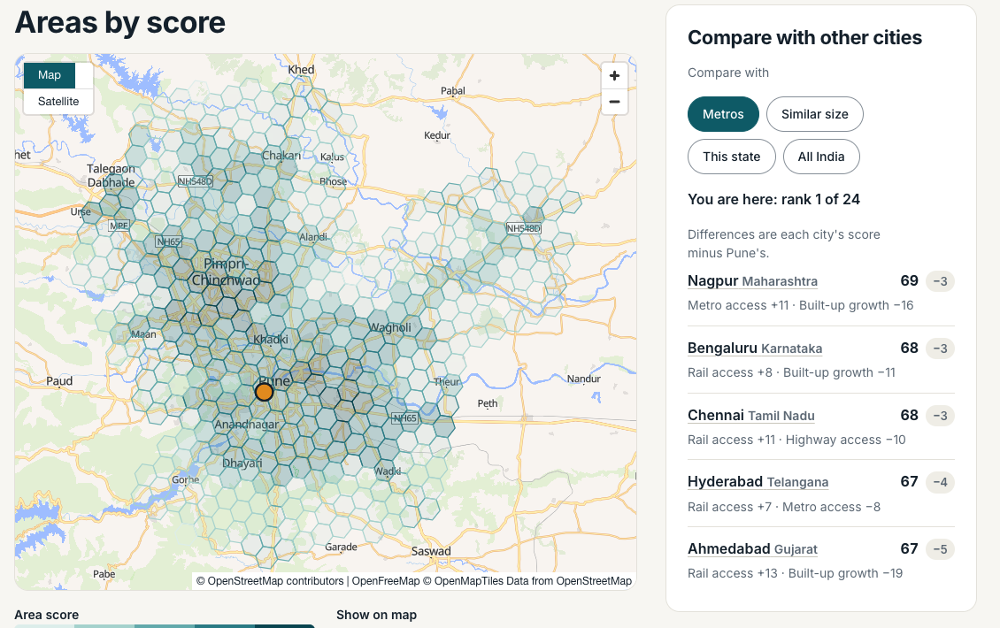 Areas by score
Map
Satellite
+
−
Khed
Pabal
Kedur
net
Chakan
Kalus
Talegaon
Dabhade
NH548D
Bhose
Urse
MPE
NH548D
NH65
Alandi
Pimpri-
Chinchwad
Maan
Khadki
Wagholi
Paud
Pune
Theur
Nandur
Peth
NH65
Anandnagar
Dhayari
Wadki
Gorhe
Garade
Saswad
Pabe
© OpenStreetMap contributors | OpenFreeMap © OpenMapTiles Data from OpenStreetMap
Area score
Show on map
Compare with other cities
Compare with
Metros
Similar size
This state
All India
You are here: rank 1 of 24
Differences are each city's score
minus Pune's.
Nagpur Maharashtra 69 −3
Metro access +11 · Built-up growth −16
Bengaluru Karnataka 68 −3
Rail access +8 · Built-up growth −11
Chennai Tamil Nadu 68 −3
Rail access +11 · Highway access −10
Hyderabad Telangana 67 −4
Rail access +7 · Metro access −8
Ahmedabad Gujarat 67 −5
Rail access +13 · Built-up growth −19